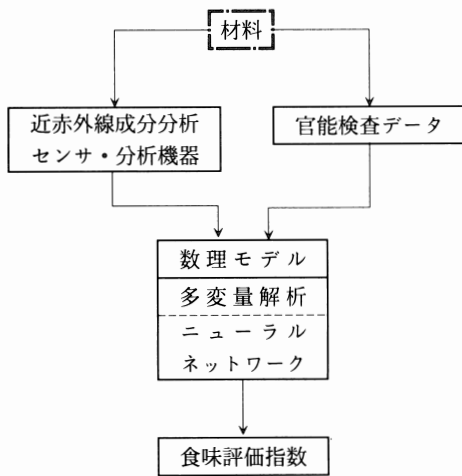 材料
近赤外線成分分析
センサ・分析機器
官能検査データ
数理モデル
多変量解析
ニューラル
ネットワーク
食味評価指数